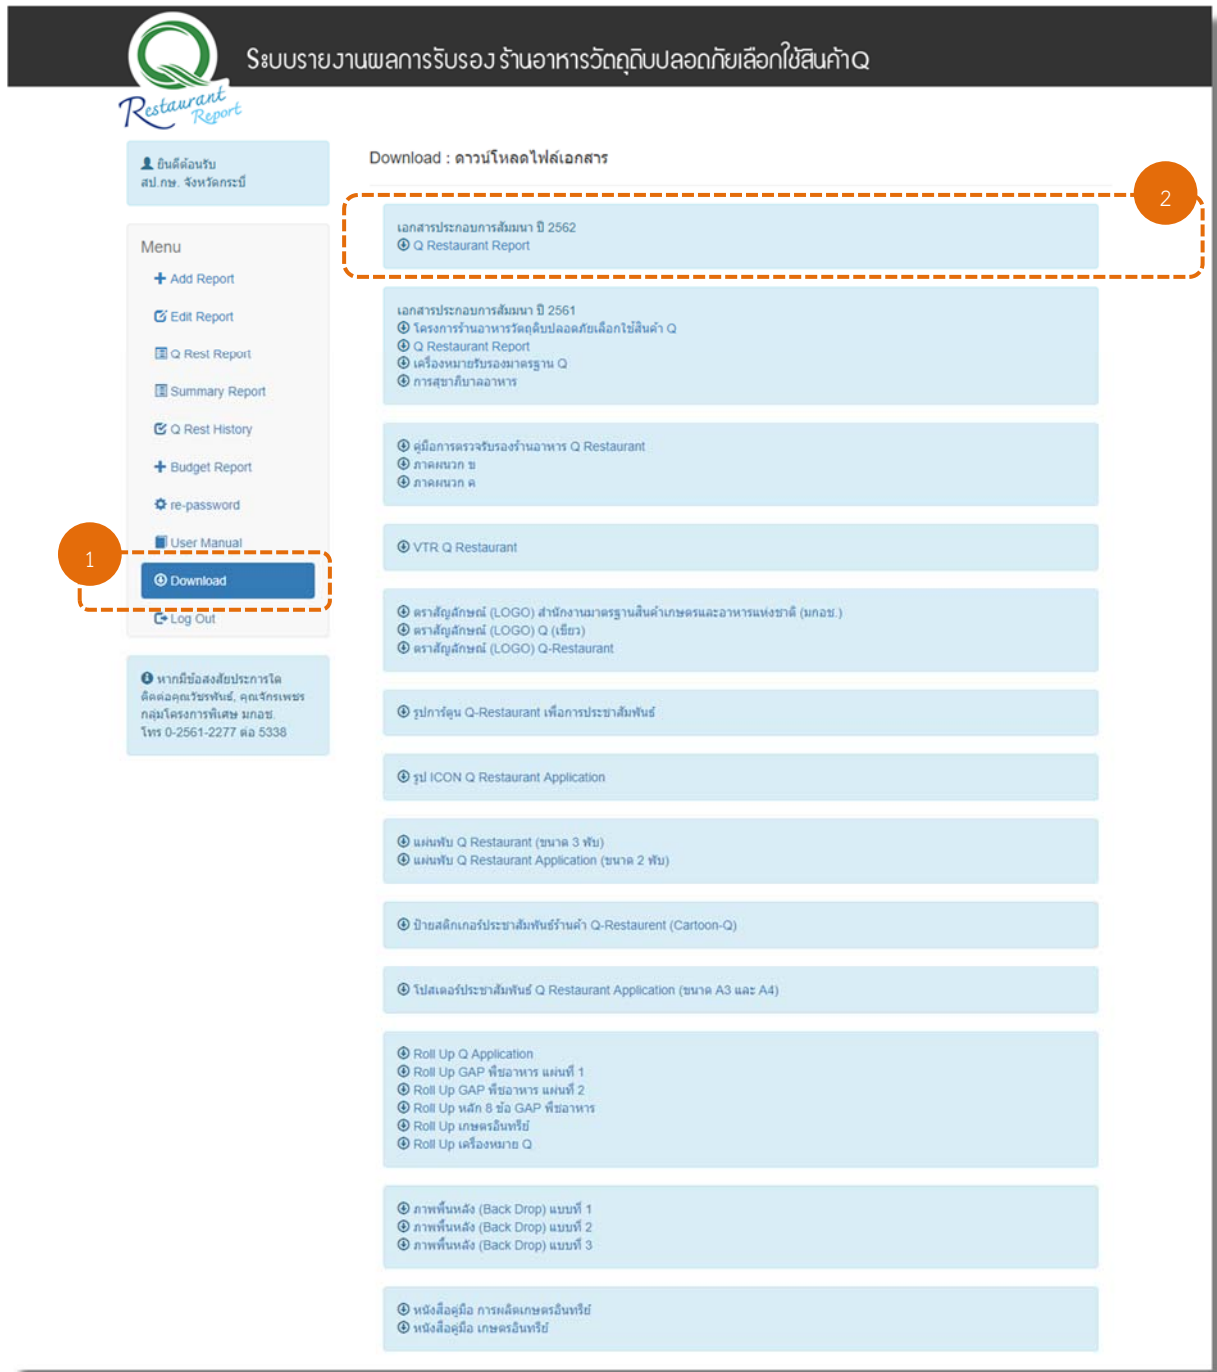 ระบบรายงานผลการรับรอง ร้านอาหารวัตถุดิบปลอดภัยเลือกใช้สินค้าQ
Restaurant
Report
ยินดีต้อนรับ
สป.กษ. จังหวัดกระบี่
Menu
Add Report
Edit Report
Q Rest Report
Summary Report
Q Rest History
Budget Report
re-password
User Manual
1
Download
Log Out
หากมีข้อสงสัยประการใด
ติดต่อคุณวัชรพันธ์, คุณจักรเพชร
กลุ่มโครงการพิเศษ มกอช.
โทร 0-2561-2277 ต่อ 5338
Download : ดาวน์โหลดไฟล์เอกสาร
2
เอกสารประกอบการสัมมนา ปี 2562
Q Restaurant Report
เอกสารประกอบการสัมมนา ปี 2561
โครงการร้านอาหารวัตถุดิบปลอดภัยเลือกใช้สินค้า Q
Q Restaurant Report
เครื่องหมายรับรองมาตรฐาน Q
การสุขาภิบาลอาหาร
คู่มือการตรวจรับรองร้านอาหาร Q Restaurant
ภาคผนวก ข
ภาคผนวก ค
VTR Q Restaurant
ตราสัญลักษณ์ (LOGO) สำนักงานมาตรฐานสินค้าเกษตรและอาหารแห่งชาติ (มกอช.)
ตราสัญลักษณ์ (LOGO) Q (เขียว)
ตราสัญลักษณ์ (LOGO) Q-Restaurant
รูปการ์ตูน Q-Restaurant เพื่อการประชาสัมพันธ์
รูป ICON Q Restaurant Application
แผ่นพับ Q Restaurant (ขนาด 3 พับ)
แผ่นพับ Q Restaurant Application (ขนาด 2 พับ)
ป้ายสติกเกอร์ประชาสัมพันธ์ร้านค้า Q-Restaurent (Cartoon-Q)
โปสเตอร์ประชาสัมพันธ์ Q Restaurant Application (ขนาด A3 และ A4)
Roll Up Q Application
Roll Up GAP พืชอาหาร แผ่นที่ 1
Roll Up GAP พืชอาหาร แผ่นที่ 2
Roll Up หลัก 8 ข้อ GAP พืชอาหาร
Roll Up เกษตรอินทรีย์
Roll Up เครื่องหมาย Q
ภาพพื้นหลัง (Back Drop) แบบที่ 1
ภาพพื้นหลัง (Back Drop) แบบที่ 2
ภาพพื้นหลัง (Back Drop) แบบที่ 3
หนังสือคู่มือ การผลิตเกษตรอินทรีย์
หนังสือคู่มือ เกษตรอินทรีย์